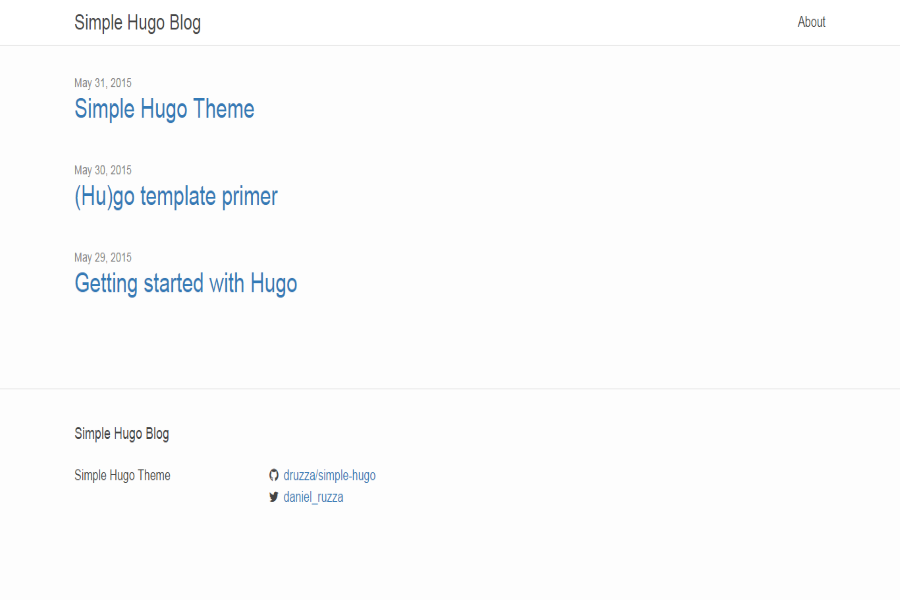 Simple Hugo Blog
About
May 31, 2015
Simple Hugo Theme
May 30, 2015
(Hu)go template primer
May 29, 2015
Getting started with Hugo
Simple Hugo Blog
Simple Hugo Theme
druzza/simple-hugo
daniel_ruzza